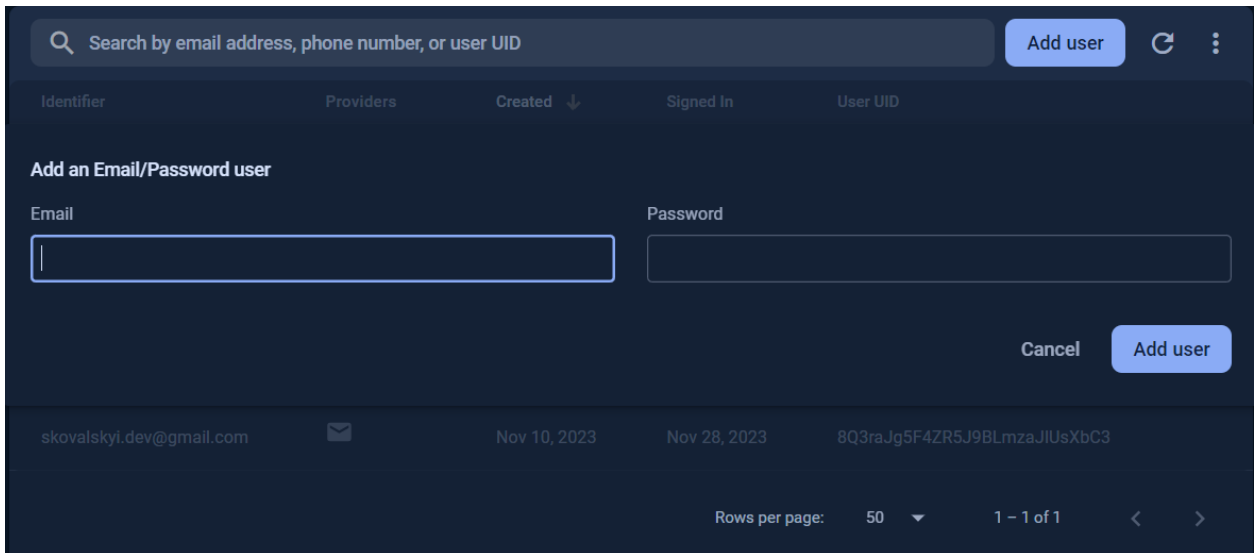 Search by email address, phone number, or user UID Add user
Identifier Providers Created Signed In User UID
Add an Email/Password user
Email Password
Cancel Add user
skovalskyi.dev@gmail.com Nov 10, 2023 Nov 28, 2023 8Q3raJg5F4ZR5J9BLmzaJIUsXbC3
Rows per page: 50 1 – 1 of 1